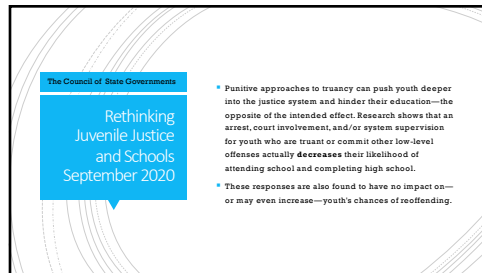 The Council of State Governments
Rethinking
Juvenile Justice
and Schools
September 2020
▪ Punitive approaches to truancy can push youth deeper
into the justice system and hinder their education—the
opposite of the intended effect. Research shows that an
arrest, court involvement, and/or system supervision
for youth who are truant or commit other low-level
offenses actually decreases their likelihood of
attending school and completing high school.
▪ These responses are also found to have no impact on—
or may even increase—youth's chances of reoffending.